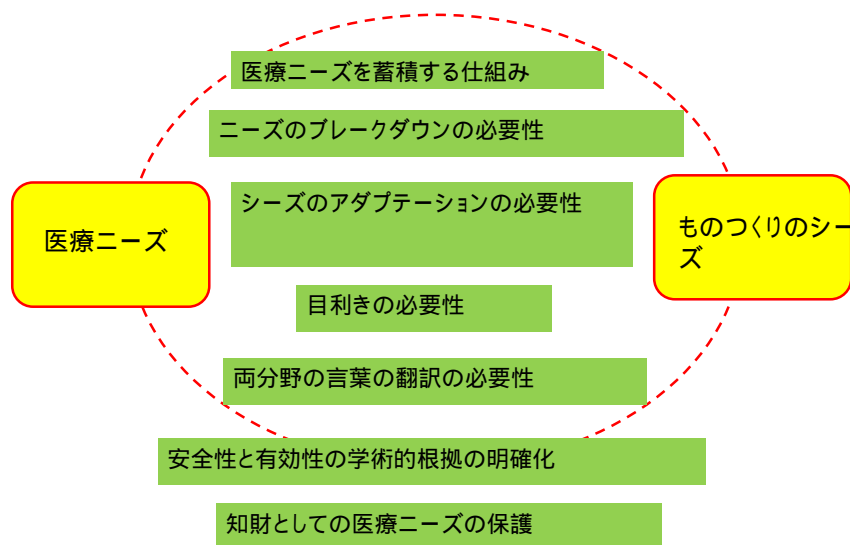 医療ニーズを蓄積する仕組み
ニーズのブレークダウンの必要性
シーズのアダプテーションの必要性
医療ニーズ
ものつくりのシー
ズ
目利きの必要性
両分野の言葉の翻訳の必要性
安全性と有効性の学術的根拠の明確化
知財としての医療ニーズの保護